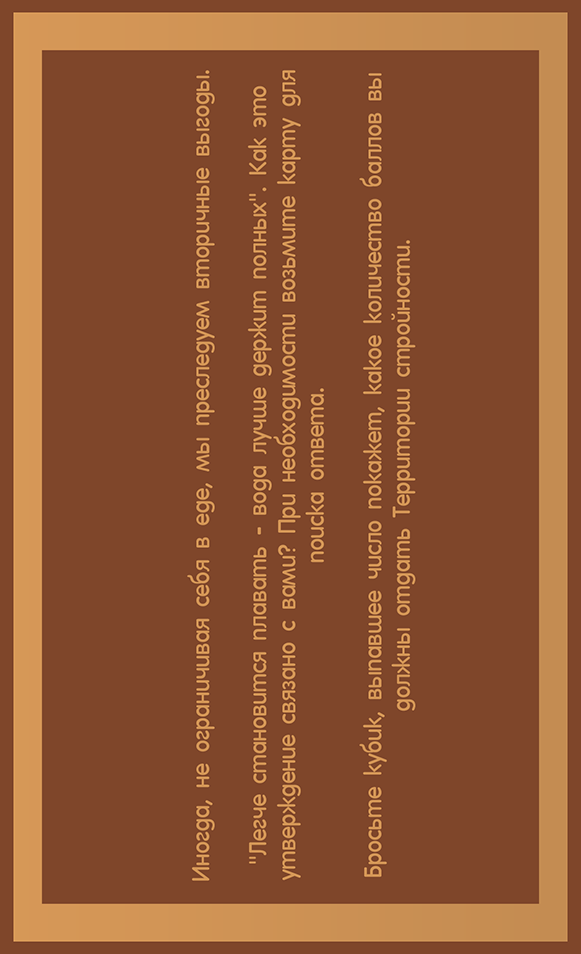 Иногда, не ограничивая себя в еде, мы преследуем вторичные выгоды.
"Легче становится плавать - вода лучше держит полных". Как это
утверждение связано с вами? При необходимости возьмите карту для
поиска ответа.
Бросьте кубик, выпавшее число покажет, какое количество баллов вы
должны отдать Территории стройности.